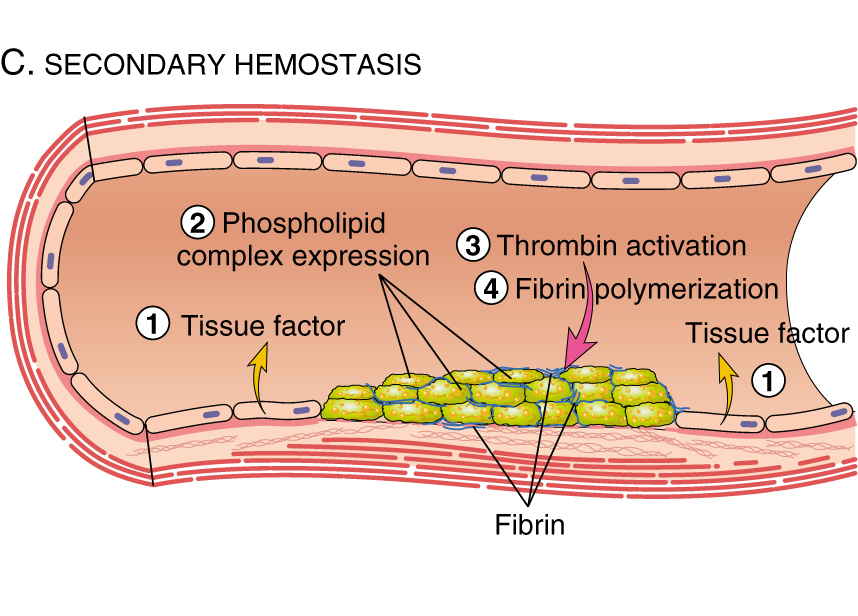 C. SECONDARY HEMOSTASIS
2 Phospholipid
complex expression
3 Thrombin activation
4 Fibrin polymerization
1 Tissue factor
Tissue factor
1
Fibrin